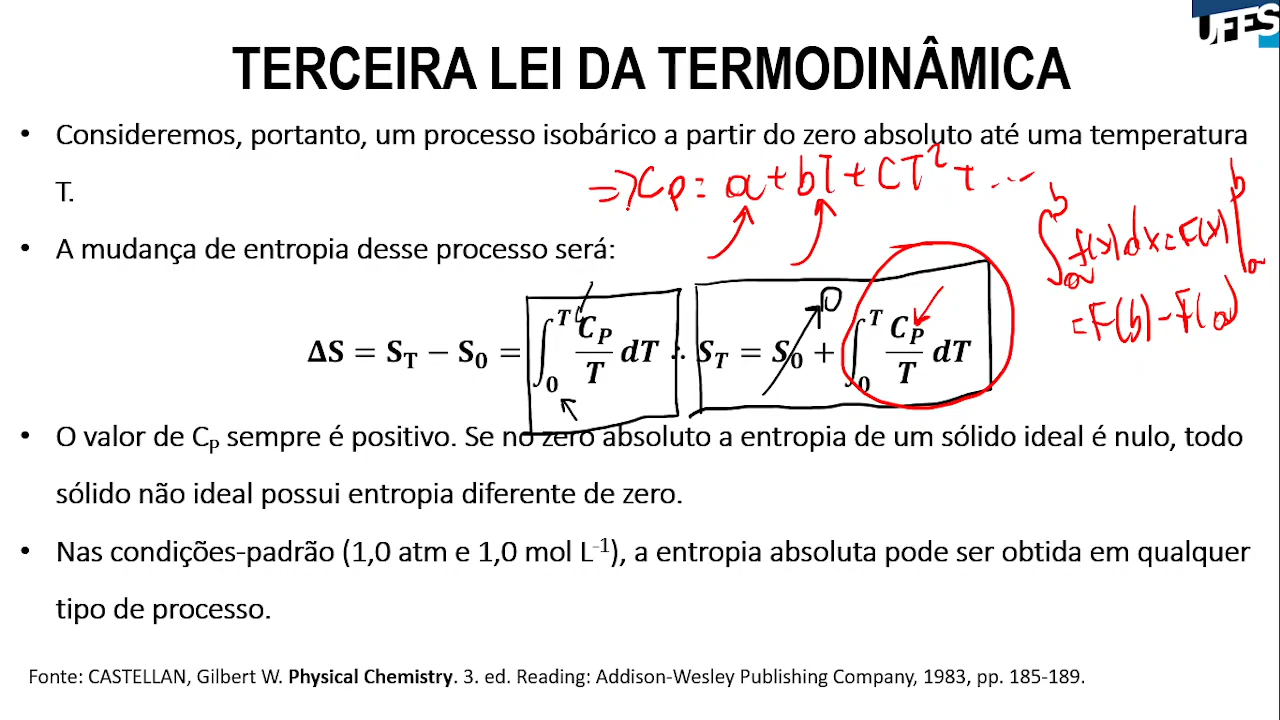 UFES
TERCEIRA LEI DA TERMODINÂMICA
• Consideremos, portanto, um processo isobárico a partir do zero absoluto até uma temperatura
T.
=> Cp = a + bT + CT² + ...
• A mudança de entropia desse processo será:
∫ₐᵇ f(x)dx = F(x)|ₐᵇ
= F(b) - F(a)
ΔS = S_T − S_0 = ∫₀ᵀ C_P/T dT ∴ S_T = S_0 + ∫₀ᵀ C_P/T dT
0
• O valor de C_P sempre é positivo. Se no zero absoluto a entropia de um sólido ideal é nulo, todo
sólido não ideal possui entropia diferente de zero.
• Nas condições-padrão (1,0 atm e 1,0 mol L⁻¹), a entropia absoluta pode ser obtida em qualquer
tipo de processo.
Fonte: CASTELLAN, Gilbert W. Physical Chemistry. 3. ed. Reading: Addison-Wesley Publishing Company, 1983, pp. 185-189.